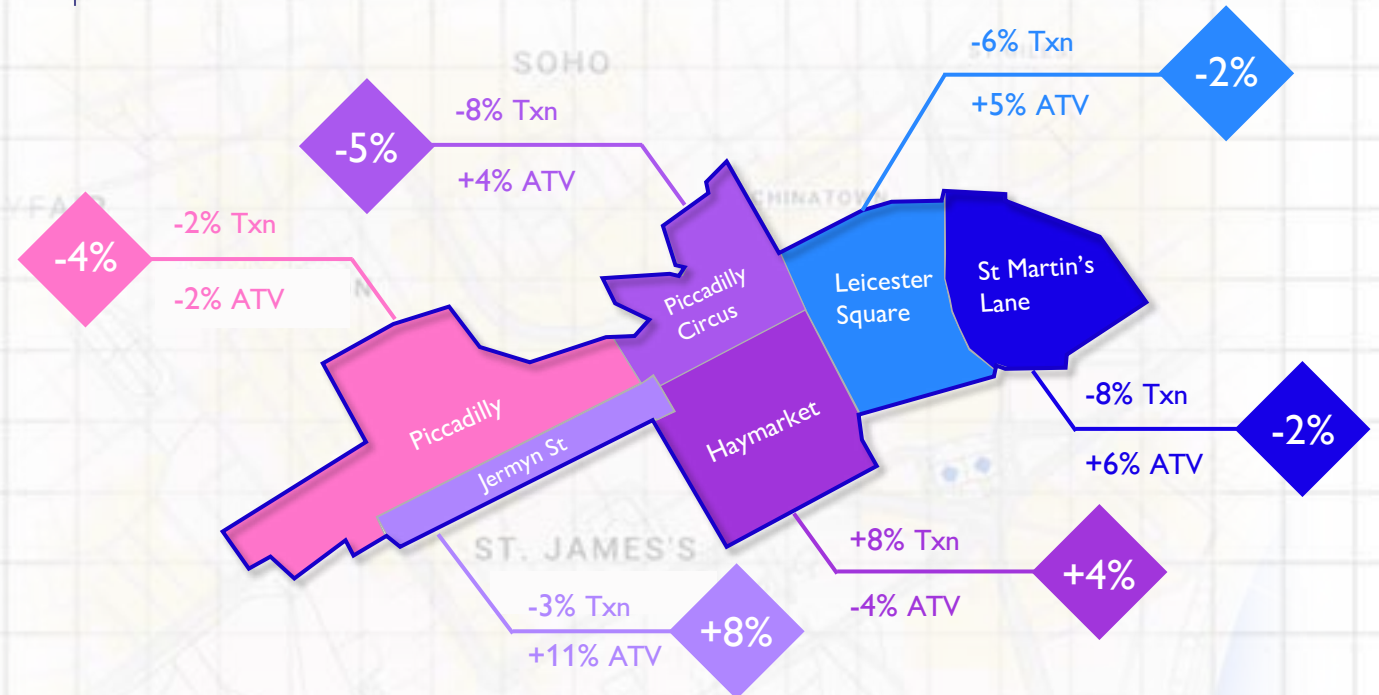 -6% Txn
-2%
+5% ATV
SOHO
-8% Txn
-5%
+4% ATV
CHINATOWN
-2% Txn
-4%
-2% ATV
Piccadilly
Circus
Leicester
Square
St Martin's
Lane
Piccadilly
Jermyn St
Haymarket
-8% Txn
-2%
+6% ATV
ST. JAMES'S
+8% Txn
+4%
-4% ATV
-3% Txn
+8%
+11% ATV